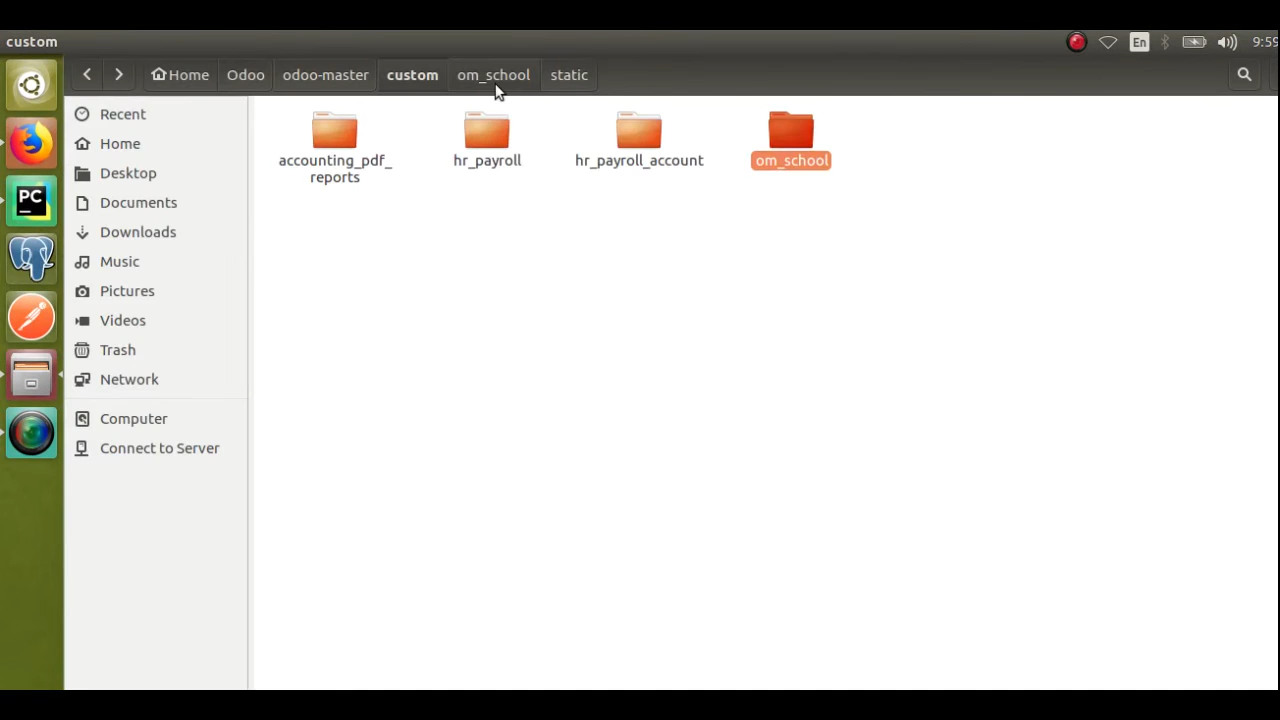 custom
En
9:59
Home
Odoo
odoo-master
custom
om_school
static
Recent
Home
Desktop
Documents
Downloads
Music
Pictures
Videos
Trash
Network
Computer
Connect to Server
accounting_pdf_
reports
hr_payroll
hr_payroll_account
om_school
PC